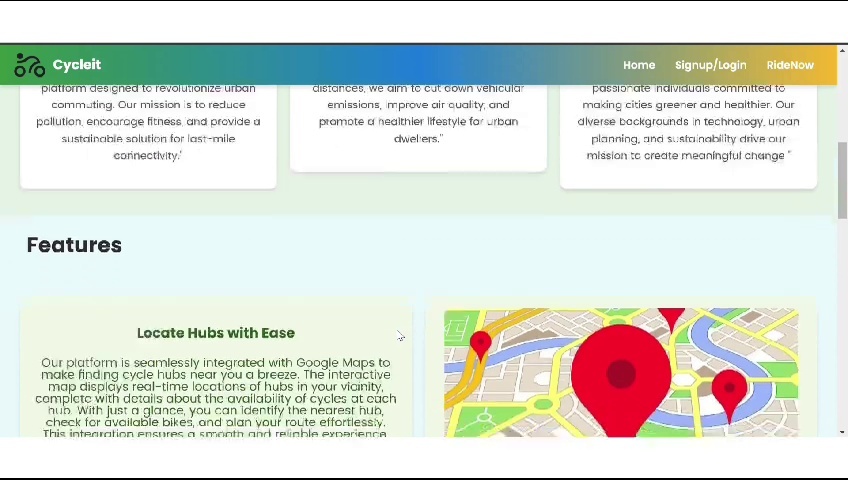 Cycleit
Home Signup/Login RideNow
platform designed to revolutionize urban
commuting. Our mission is to reduce
pollution, encourage fitness, and provide a
sustainable solution for last-mile
connectivity."
distances, we aim to cut down vehicular
emissions, improve air quality, and
promote a healthier lifestyle for urban
dwellers."
passionate individuals committed to
making cities greener and healthier. Our
diverse backgrounds in technology, urban
planning, and sustainability drive our
mission to create meaningful change "
Features
Locate Hubs with Ease
Our platform is seamlessly integrated with Google Maps to
make finding cycle hubs near you a breeze. The interactive
map displays real-time locations of hubs in your vicinity,
complete with details about the availability of cycles at each
hub. With just a glance, you can identify the nearest hub,
check for available bikes, and plan your route effortlessly.
This integration ensures a smooth and reliable experience